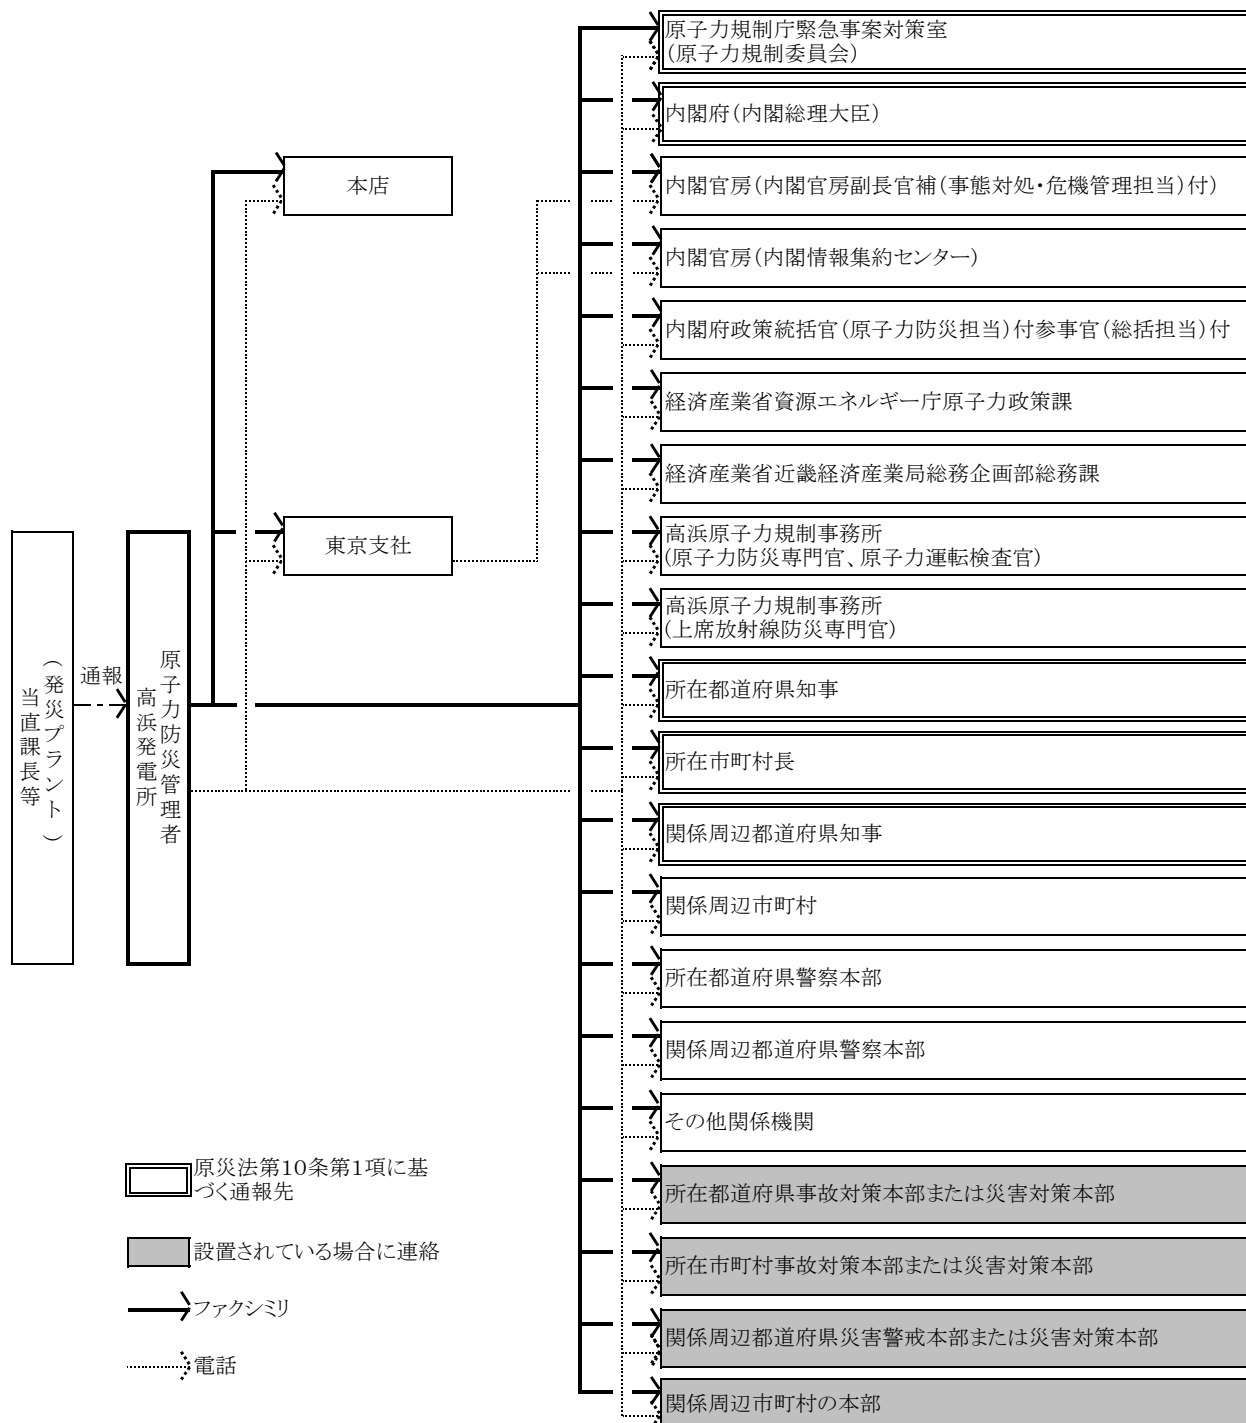 原子力規制庁緊急事案対策室
(原子力規制委員会)
内閣府(内閣総理大臣)
本店
内閣官房(内閣官房副長官補(事態対処・危機管理担当)付)
内閣官房(内閣情報集約センター)
内閣府政策統括官(原子力防災担当)付参事官(総括担当)付
経済産業省資源エネルギー庁原子力政策課
経済産業省近畿経済産業局総務企画部総務課
東京支社
高浜原子力規制事務所
(原子力防災専門官、原子力運転検査官)
高浜原子力規制事務所
(上席放射線防災専門官)
(発災プラント)
当直課長等
通報
原子力防災管理者
高浜発電所
所在都道府県知事
所在市町村長
関係周辺都道府県知事
関係周辺市町村
所在都道府県警察本部
関係周辺都道府県警察本部
その他関係機関
所在都道府県事故対策本部または災害対策本部
所在市町村事故対策本部または災害対策本部
関係周辺都道府県災害警戒本部または災害対策本部
関係周辺市町村の本部
原災法第10条第1項に基
づく通報先
設置されている場合に連絡
ファクシミリ
電話